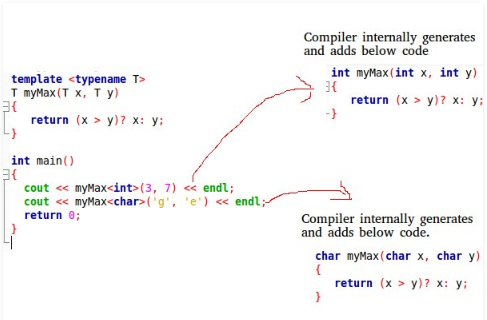 Compiler internally generates
and adds below code
template <typename T>
T myMax(T x, T y)
{
return (x > y)? x: y;
}
int main()
{
cout << myMax<int>(3, 7) << endl;
cout << myMax<char>('g', 'e') << endl;
return 0;
}
int myMax(int x, int y)
{
return (x > y)? x: y;
}
Compiler internally generates
and adds below code.
char myMax(char x, char y)
{
return (x > y)? x: y;
}